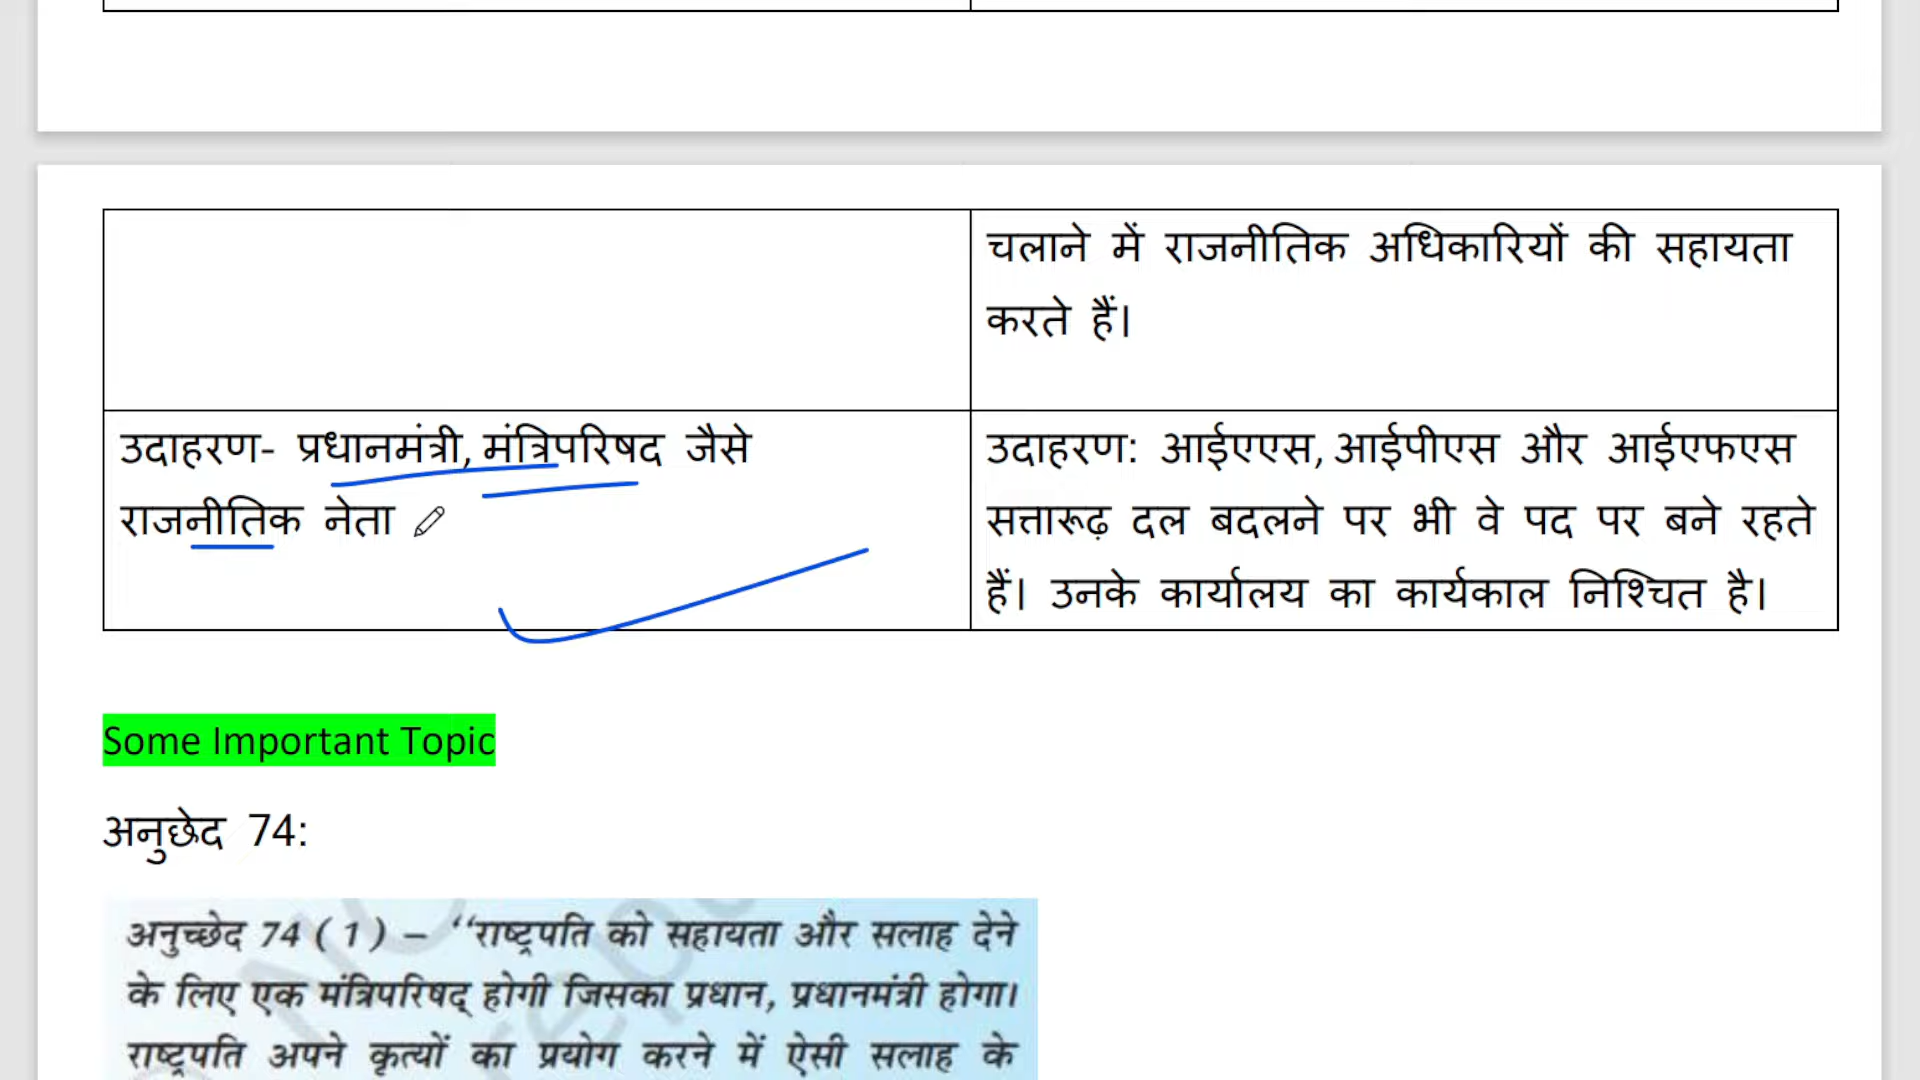 चलाने में राजनीतिक अधिकारियों की सहायता
करते हैं।
उदाहरण- प्रधानमंत्री, मंत्रिपरिषद जैसे
राजनीतिक नेता
उदाहरण: आईएएस, आईपीएस और आईएफएस
सत्तारूढ़ दल बदलने पर भी वे पद पर बने रहते
हैं। उनके कार्यालय का कार्यकाल निश्चित है।
Some Important Topic
अनुछेद 74:
अनुच्छेद 74 ( 1 ) – ‘‘राष्ट्रपति को सहायता और सलाह देने
के लिए एक मंत्रिपरिषद् होगी जिसका प्रधान, प्रधानमंत्री होगा।
राष्ट्रपति अपने कृत्यों का प्रयोग करने में ऐसी सलाह के